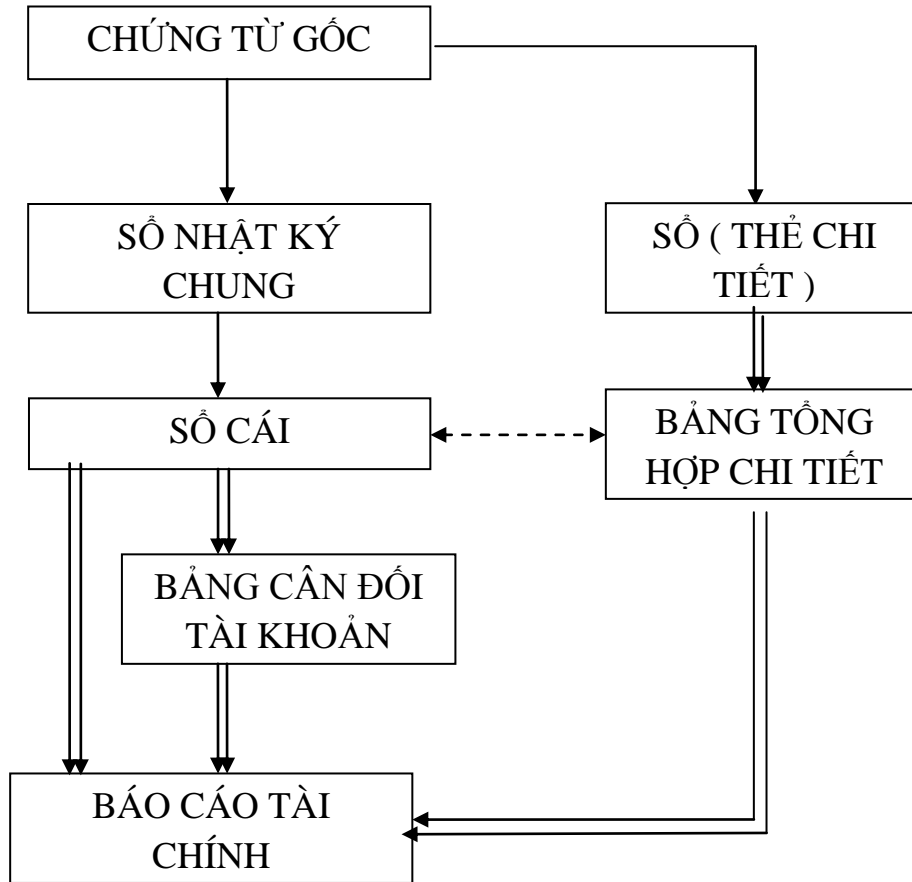 CHỨNG TỪ GỐC
SỔ NHẬT KÝ
CHUNG
SỔ ( THẺ CHI
TIẾT )
SỔ CÁI
BẢNG TỔNG
HỢP CHI TIẾT
BẢNG CÂN ĐỐI
TÀI KHOẢN
BÁO CÁO TÀI
CHÍNH